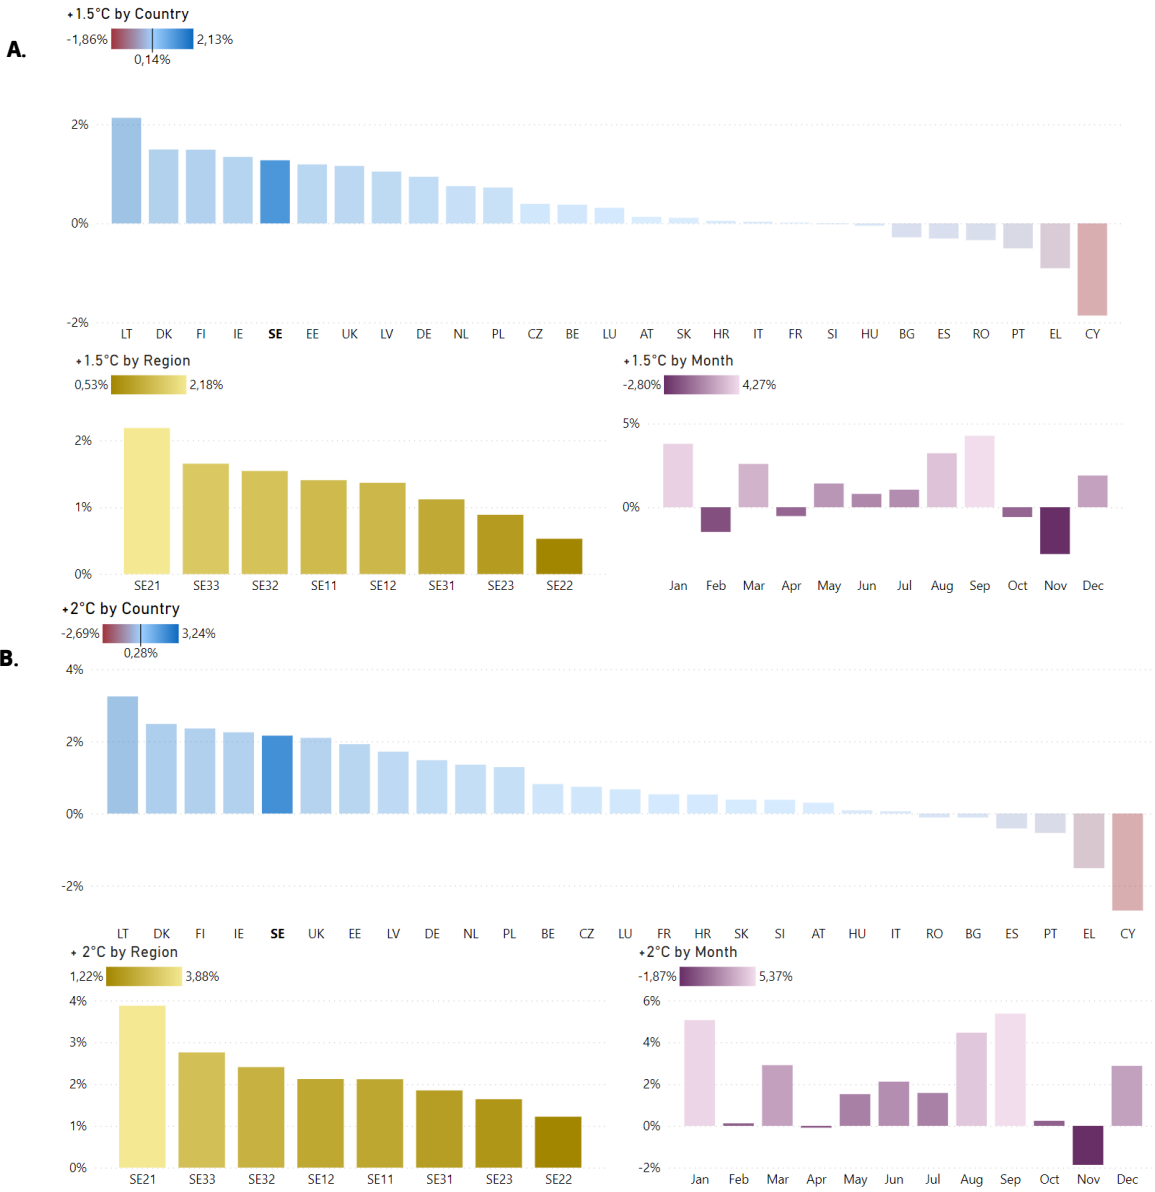 +1.5°C by Country
-1,86% 2,13%
0,14%
A.
2%
0%
-2%
LT DK FI IE SE EE UK LV DE NL PL CZ BE LU AT SK HR IT FR SI HU BG ES RO PT EL CY
+1.5°C by Region
0,53% 2,18%
2%
1%
0%
SE21 SE33 SE32 SE11 SE12 SE31 SE23 SE22
+1.5°C by Month
-2,80% 4,27%
5%
0%
Jan Feb Mar Apr May Jun Jul Aug Sep Oct Nov Dec
+2°C by Country
-2,69% 3,24%
0,28%
B.
4%
2%
0%
-2%
LT DK FI IE SE UK EE LV DE NL PL BE CZ LU FR HR SK SI AT HU IT RO BG ES PT EL CY
+ 2°C by Region
1,22% 3,88%
4%
3%
2%
1%
0%
SE21 SE33 SE32 SE12 SE11 SE31 SE23 SE22
+2°C by Month
-1,87% 5,37%
6%
4%
2%
0%
-2%
Jan Feb Mar Apr May Jun Jul Aug Sep Oct Nov Dec